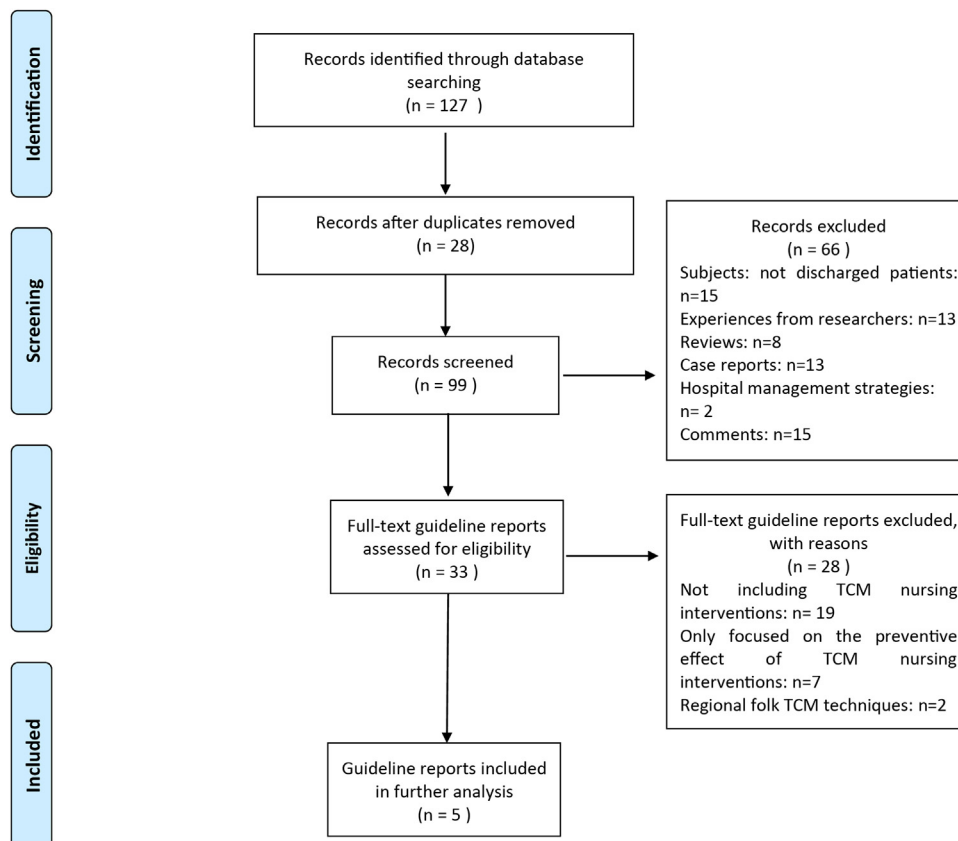 Identification
Records identified through database
searching
(n = 127 )
Records after duplicates removed
(n = 28)
Screening
Records screened
(n = 99 )
Records excluded
(n = 66 )
Subjects: not discharged patients:
n=15
Experiences from researchers: n=13
Reviews: n=8
Case reports: n=13
Hospital management strategies:
n= 2
Comments: n=15
Eligibility
Full-text guideline reports
assessed for eligibility
(n = 33 )
Full-text guideline reports excluded,
with reasons
(n = 28 )
Not including TCM nursing
interventions: n= 19
Only focused on the preventive
effect of TCM nursing
interventions: n=7
Regional folk TCM techniques: n=2
Included
Guideline reports included
in further analysis
(n = 5 )